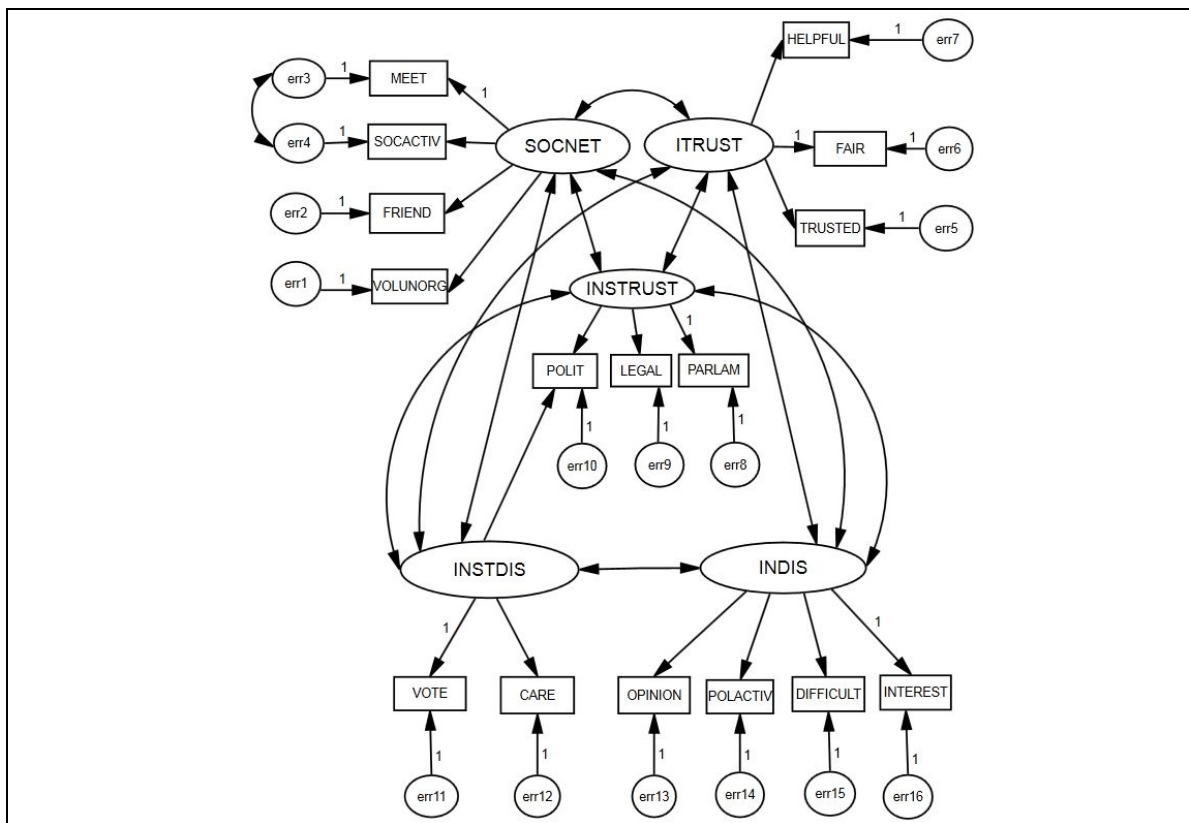 HELPFUL 1 err7
err3 1 MEET 1
err4 1 SOCACTIV SOCNET ITRUST 1 FAIR 1 err6
err2 1 FRIEND TRUSTED 1 err5
err1 1 VOLUNORG INSTRUST
1
POLIT LEGAL PARLAM
1 1 1
err10 err9 err8
INSTDIS INDIS
1 1
VOTE CARE OPINION POLACTIV DIFFICULT INTEREST
1 1 1 1 1 1
err11 err12 err13 err14 err15 err16